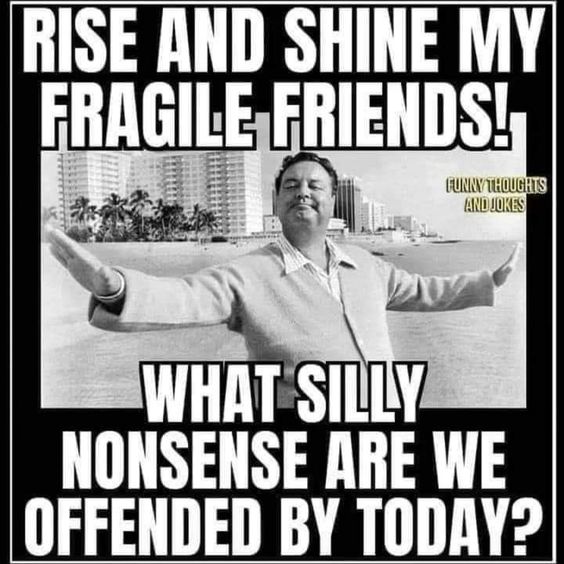 RISE AND SHINE MY
FRAGILE FRIENDS!
FUNNY THOUGHTS
AND JOKES
WHAT SILLY
NONSENSE ARE WE
OFFENDED BY TODAY?